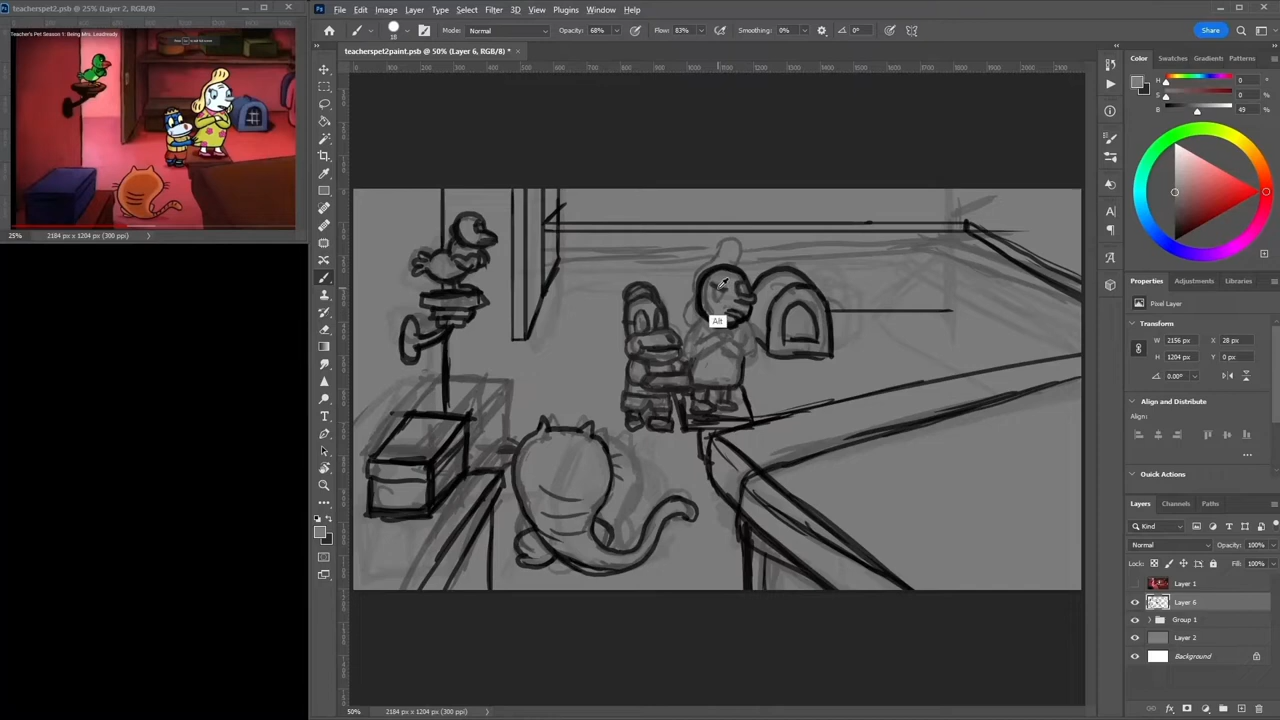 teacherspet2.psb @ 25% (Layer 2, RGB/8)
Teacher's Pet Season 1: Being Mrs. Leadready
25%
2184 px x 1204 px (300 ppi)
File Edit Image Layer Type Select Filter 3D View Plugins Window Help
18
Mode: Normal
Opacity: 68%
Flow: 83%
Smoothing: 0%
0°
Share
teacherspet2paint.psb @ 50% (Layer 6, RGB/8) *
Alt
50%
2184 px x 1204 px (300 ppi)
Color Swatches Gradients Patterns
H 0 °
S 0 %
B 49 %
Properties Adjustments Libraries
Pixel Layer
Transform
W 2156 px X 28 px
H 1204 px Y 0 px
0.00°
Align and Distribute
Align:
Quick Actions
Layers Channels Paths
Kind
Normal Opacity: 100%
Lock: Fill: 100%
Layer 1
Layer 6
Group 1
Layer 2
Background